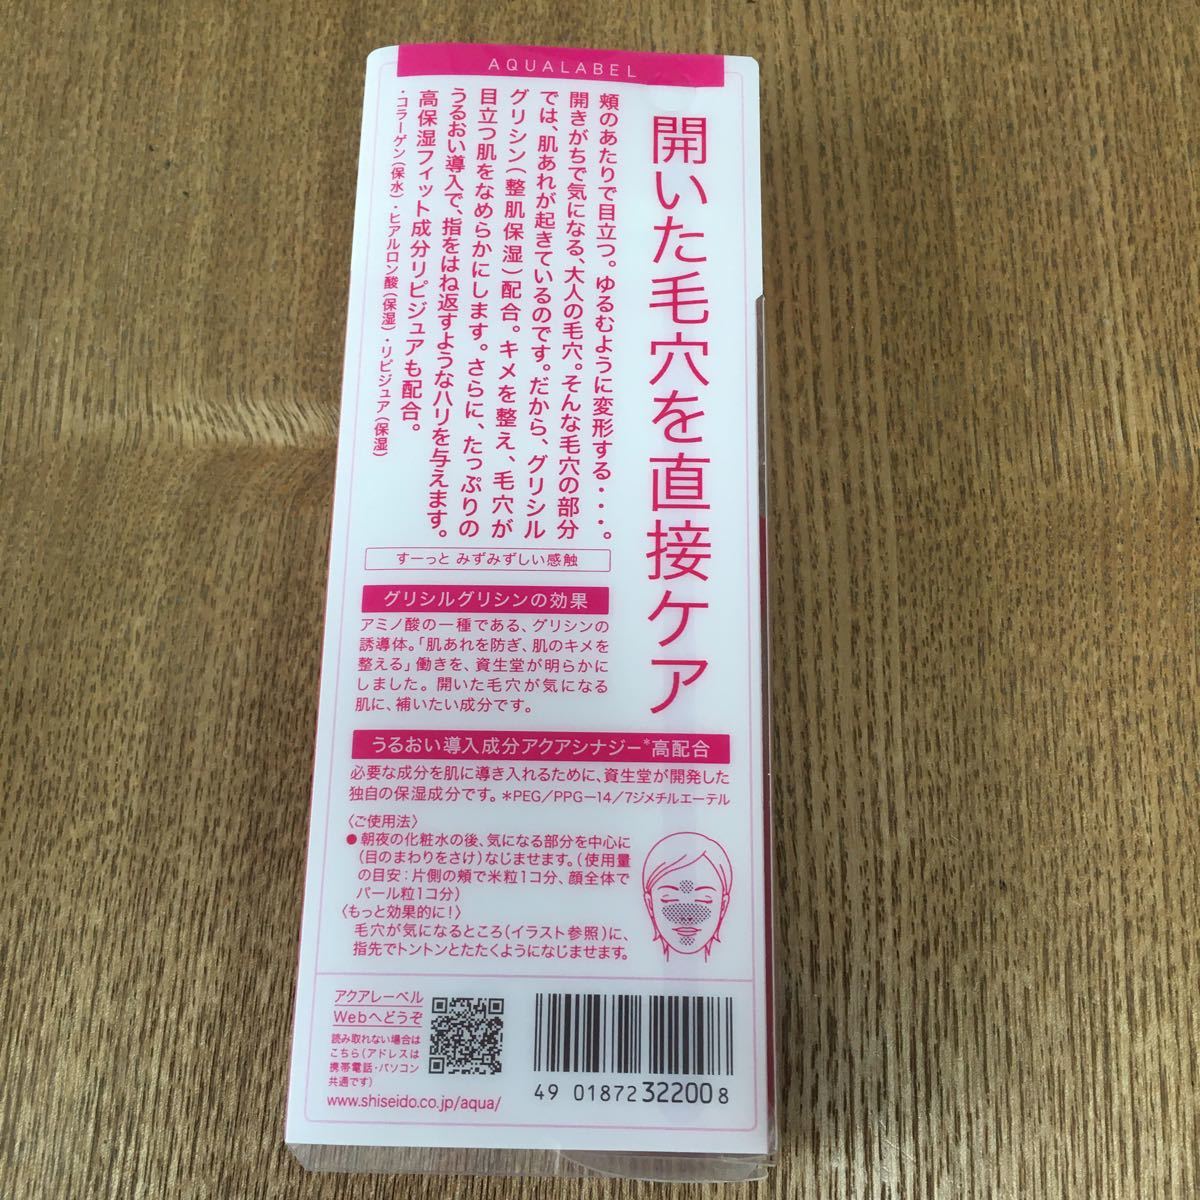 AQUALABEL
開いた毛穴を直接ケア
頬のあたりで目立つ。ゆるむように変形する・・・。
開きがちで気になる、大人の毛穴。そんな毛穴の部分
では、肌あれが起きているのです。だから、グリシル
グリシン(整肌保湿)配合。キメを整え、毛穴が
目立つ肌をなめらかにします。さらに、たっぷりの
うるおい導入で、指をはね返すようなハリを与えます。
高保湿フィット成分リピジュアも配合。
・コラーゲン(保水)・ヒアルロン酸(保湿)・リピジュア(保湿)
すーっと みずみずしい感触
グリシルグリシンの効果
アミノ酸の一種である、グリシンの
誘導体。「肌あれを防ぎ、肌のキメを
整える」働きを、資生堂が明らかに
しました。開いた毛穴が気になる
肌に、補いたい成分です。
うるおい導入成分アクアシナジー*高配合
必要な成分を肌に導き入れるために、資生堂が開発した
独自の保湿成分です。*PEG/PPG-14/7ジメチルエーテル
〈ご使用法〉
●朝夜の化粧水の後、気になる部分を中心に
(目のまわりをさけ)なじませます。(使用量
の目安:片側の頬で米粒1コ分、顔全体で
パール粒1コ分)
〈もっと効果的に!〉
毛穴が気になるところ(イラスト参照)に、
指先でトントンとたたくようになじませます。
アクアレーベル
Webへどうぞ
読み取れない場合は
こちら(アドレスは
携帯電話・パソコン
共通です)
www.shiseido.co.jp/aqua/
49 01872 32200 8